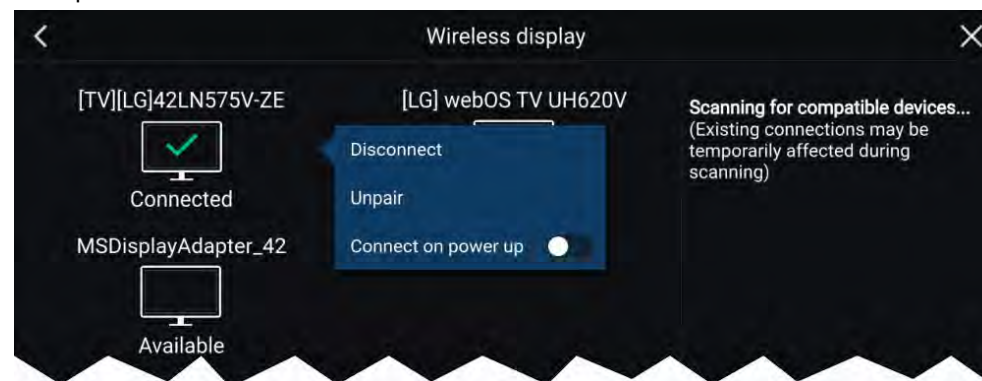 Wireless display
[TV][LG]42LN575V-ZE
Connected
[LG] webOS TV UH620V
Disconnect
Unpair
Connect on power up
Scanning for compatible devices...
(Existing connections may be
temporarily affected during
scanning)
MSDisplayAdapter_42
Available